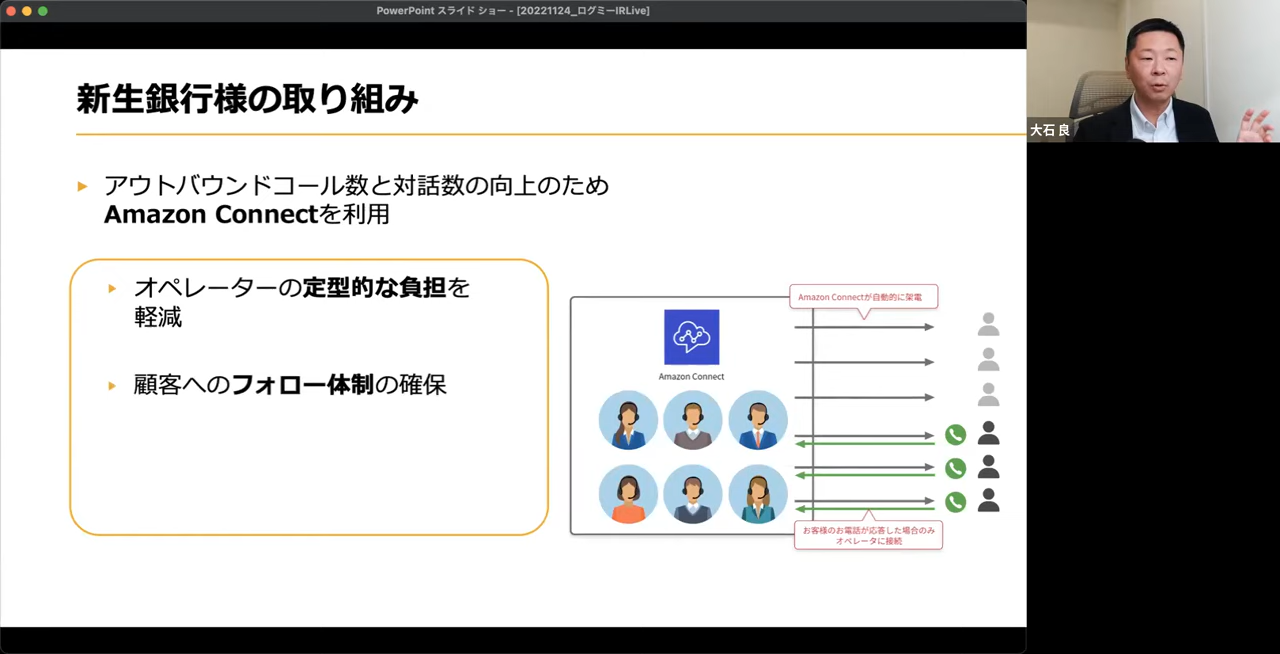 PowerPoint スライド ショー - [20221124_ログミーIRLive]
新生銀行様の取り組み
アウトバウンドコール数と対話数の向上のため
Amazon Connectを利用
オペレーターの定型的な負担を
軽減
顧客へのフォロー体制の確保
Amazon Connectが自動的に架電
Amazon Connect
お客様のお電話が応答した場合のみ
オペレータに接続
大石 良